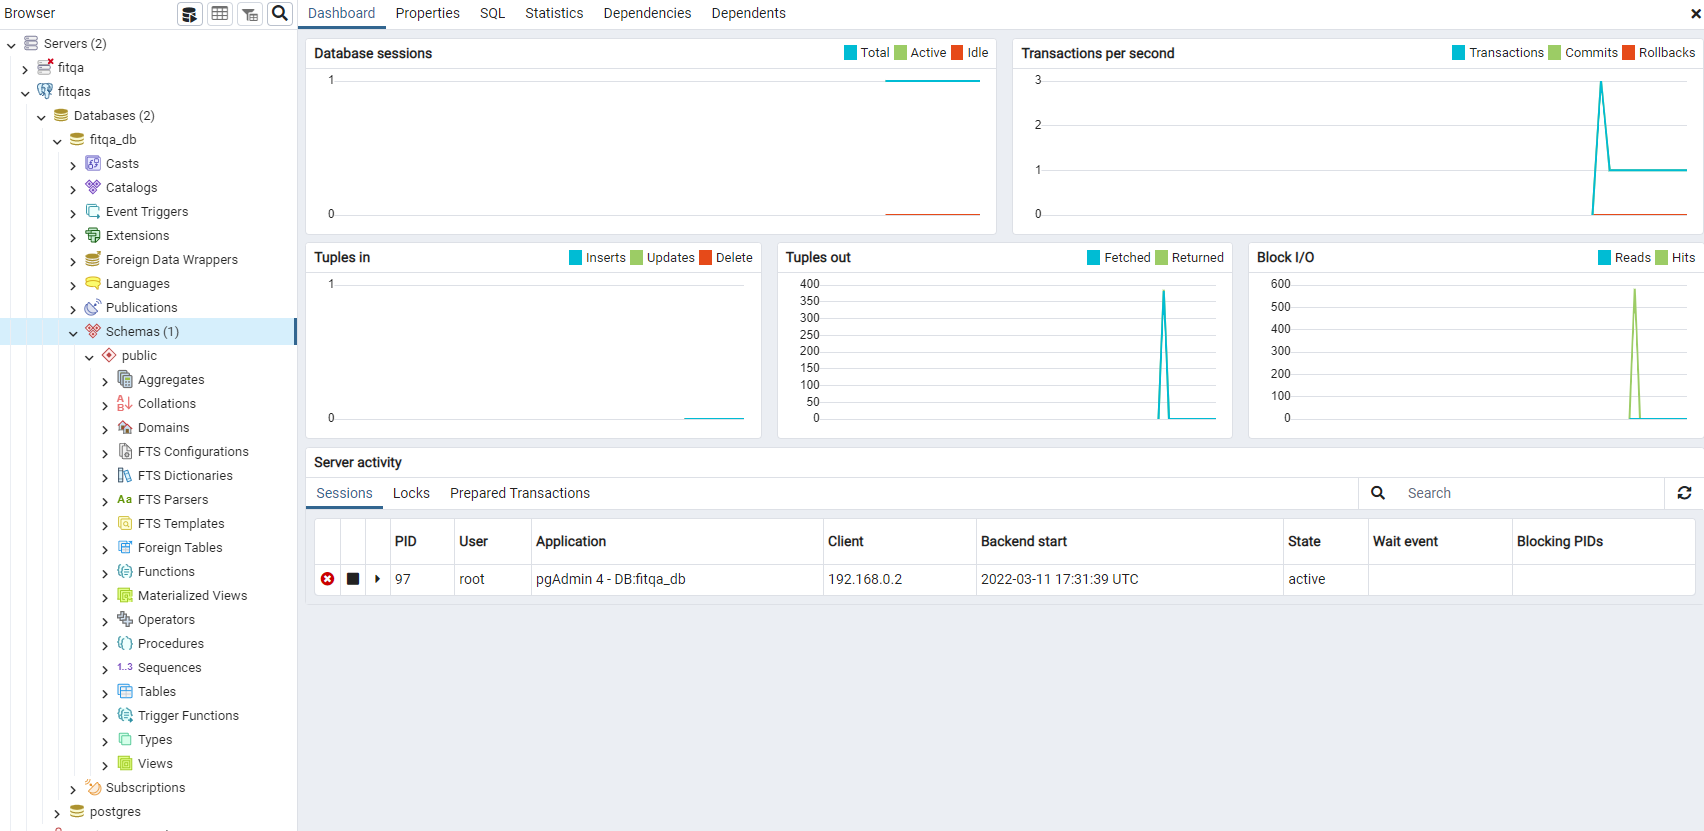 Browser
Dashboard Properties SQL Statistics Dependencies Dependents
Servers (2)
fitqa
fitqas
Databases (2)
fitqa_db
Casts
Catalogs
Event Triggers
Extensions
Foreign Data Wrappers
Languages
Publications
Schemas (1)
public
Aggregates
Collations
Domains
FTS Configurations
FTS Dictionaries
Aa FTS Parsers
FTS Templates
Foreign Tables
Functions
Materialized Views
Operators
Procedures
1..3 Sequences
Tables
Trigger Functions
Types
Views
Subscriptions
postgres
Database sessions Total Active Idle
1
0
Transactions per second Transactions Commits Rollbacks
3
2
1
0
Tuples in Inserts Updates Delete
1
0
Tuples out Fetched Returned
400
350
300
250
200
150
100
50
0
Block I/O Reads Hits
600
500
400
300
200
100
0
Server activity
Sessions Locks Prepared Transactions Search
PID User Application Client Backend start State Wait event Blocking PIDs
97 root pgAdmin 4 - DB:fitqa_db 192.168.0.2 2022-03-11 17:31:39 UTC active